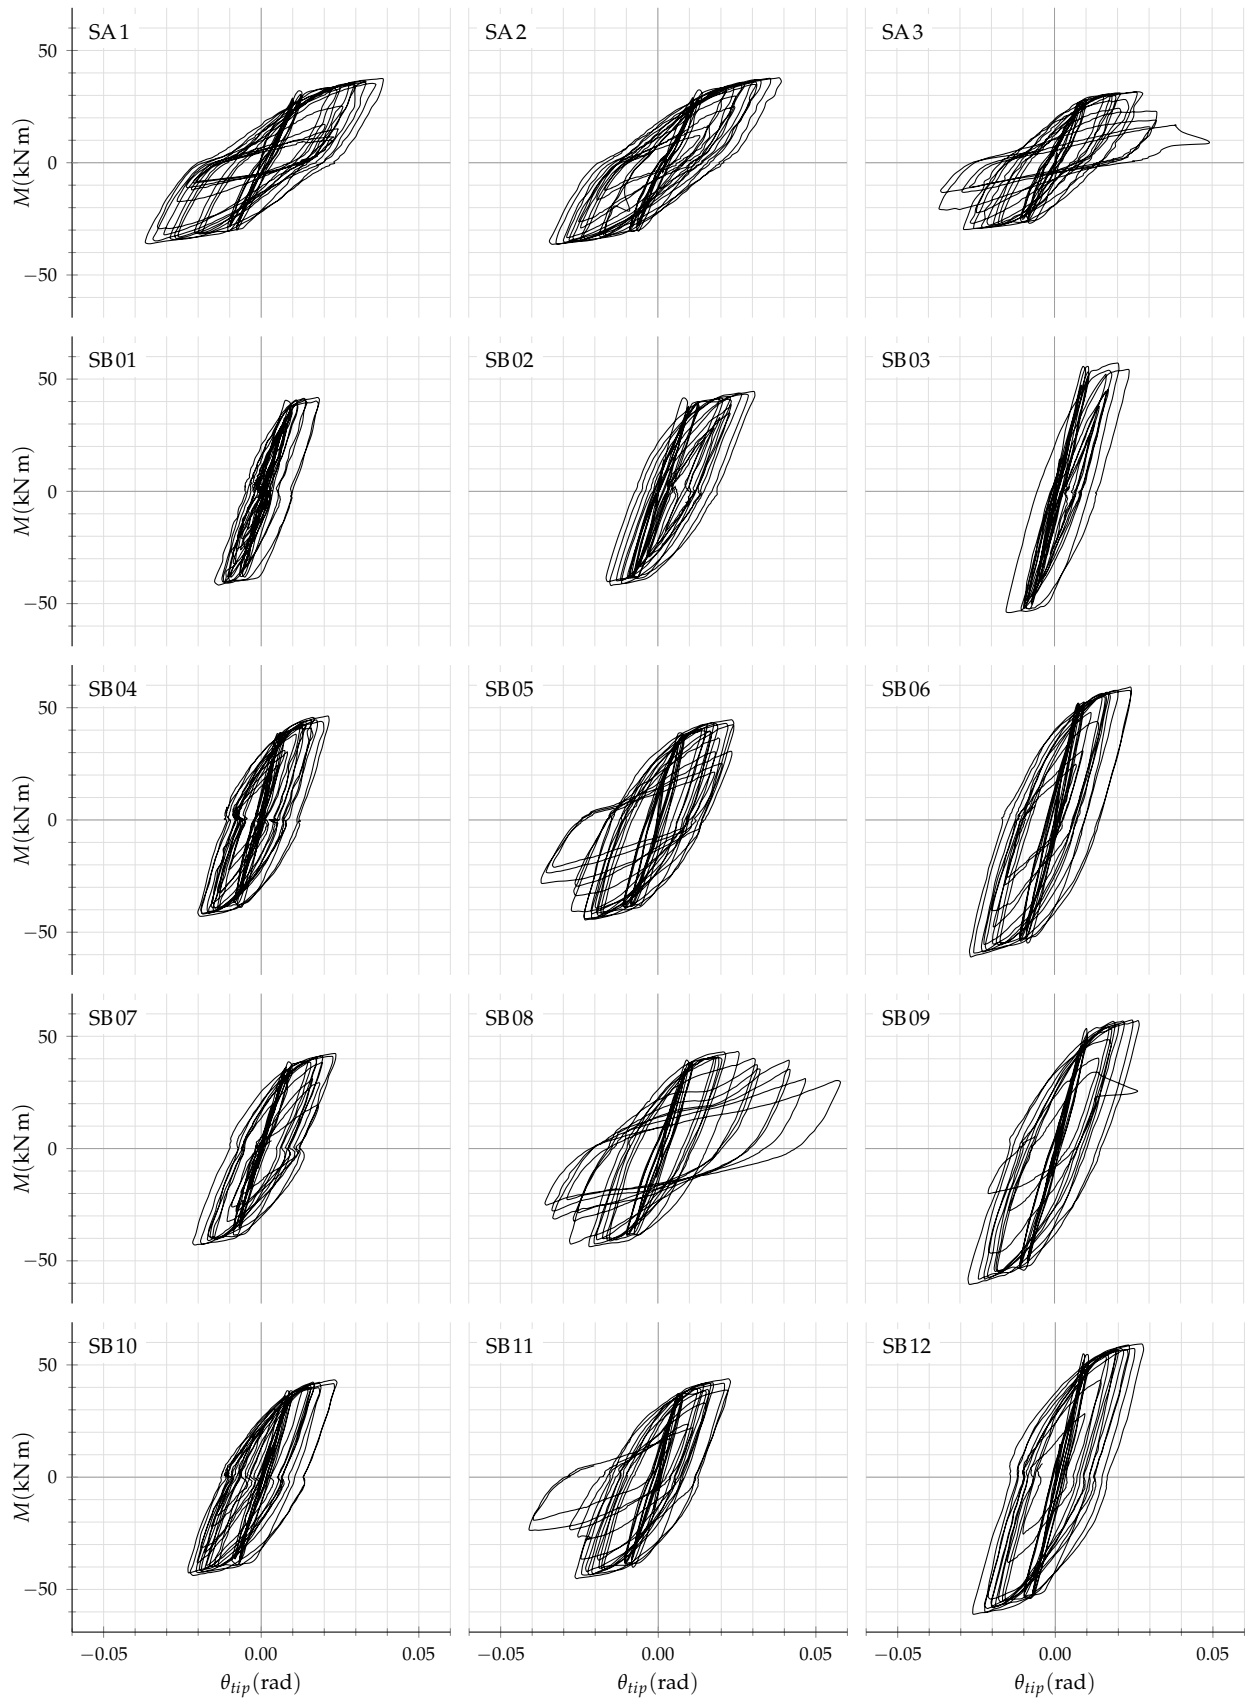 SA 1
SA 2
SA 3
50
0
−50
M(kN m)
SB 01
SB 02
SB 03
50
0
−50
M(kN m)
SB 04
SB 05
SB 06
50
0
−50
M(kN m)
SB 07
SB 08
SB 09
50
0
−50
M(kN m)
SB 10
SB 11
SB 12
50
0
−50
M(kN m)
−0.05 0.00 0.05 −0.05 0.00 0.05 −0.05 0.00 0.05
θtip(rad) θtip(rad) θtip(rad)